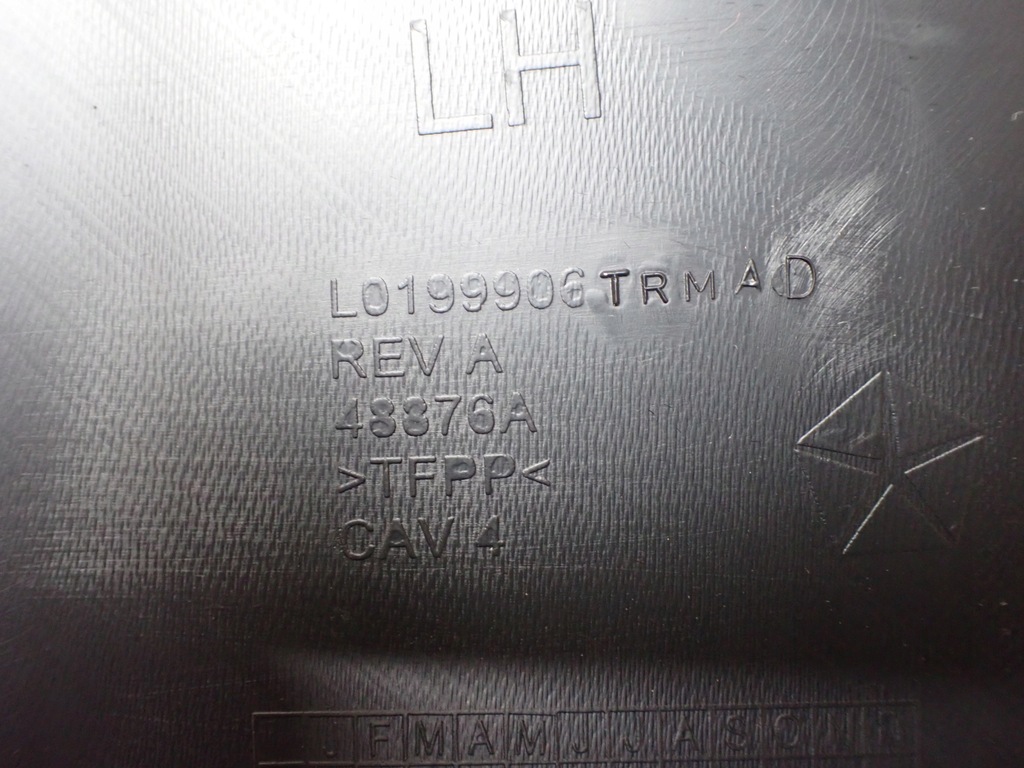 LH
L0199906TRMAD
REV A
48876A
>TFPP<
CAV 4
J F M A M J J A S O N D